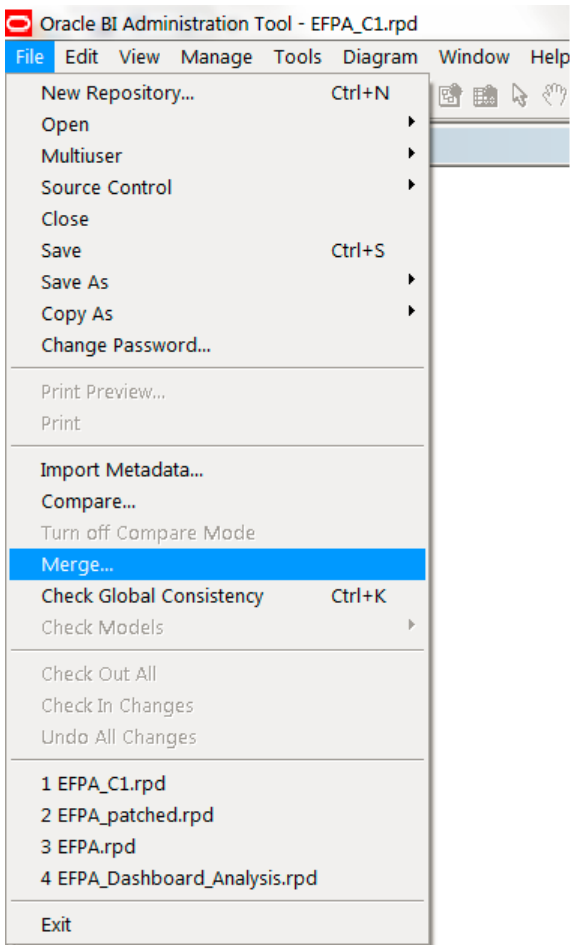 Oracle BI Administration Tool - EFPA_C1.rpd
File Edit View Manage Tools Diagram Window Help
New Repository... Ctrl+N
Open
Multiuser
Source Control
Close
Save Ctrl+S
Save As
Copy As
Change Password...
Print Preview...
Print
Import Metadata...
Compare...
Turn off Compare Mode
Merge...
Check Global Consistency Ctrl+K
Check Models
Check Out All
Check In Changes
Undo All Changes
1 EFPA_C1.rpd
2 EFPA_patched.rpd
3 EFPA.rpd
4 EFPA_Dashboard_Analysis.rpd
Exit